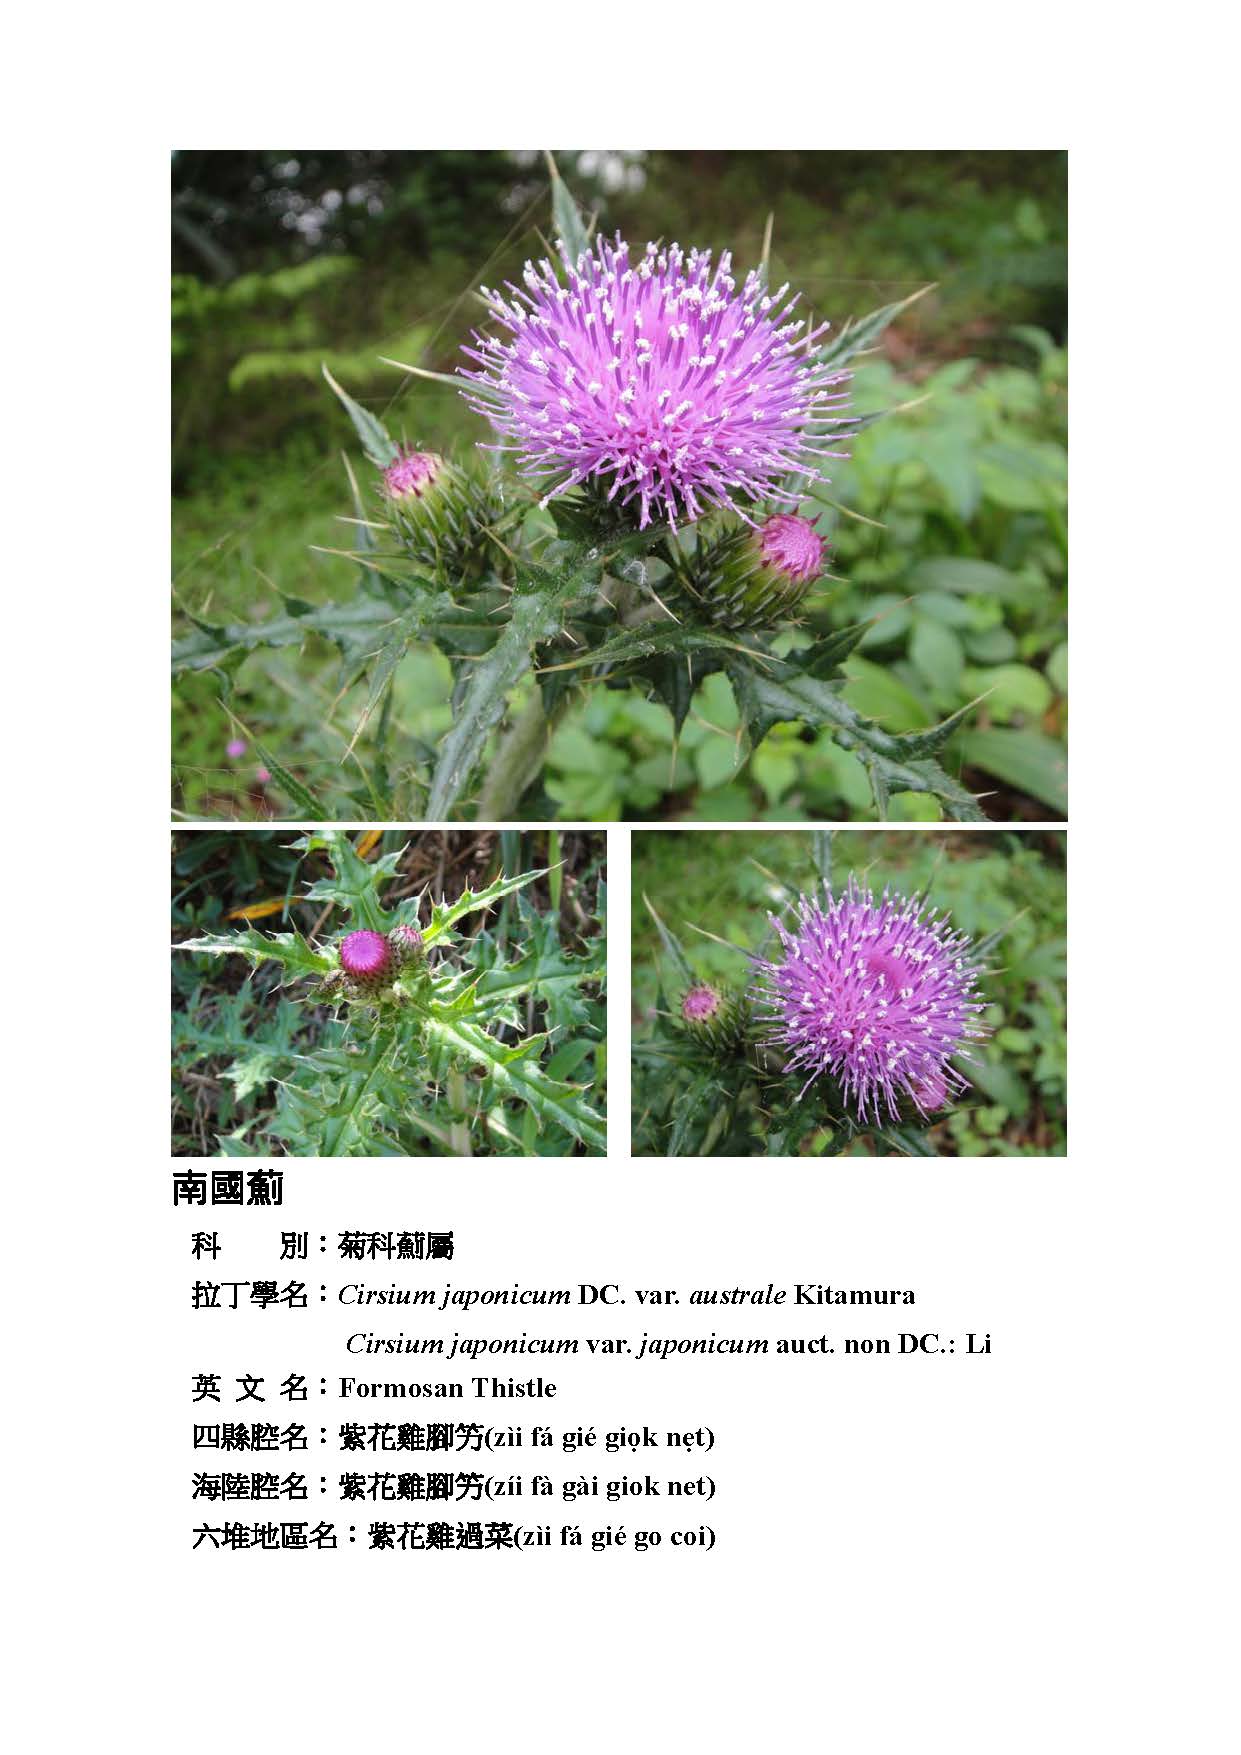 南國薊
科　　別：菊科薊屬
拉丁學名：Cirsium japonicum DC. var. australe Kitamura
Cirsium japonicum var. japonicum auct. non DC.: Li
英 文 名：Formosan Thistle
四縣腔名：紫花雞腳竻(zìi fá gié giọk nẹt)
海陸腔名：紫花雞腳竻(zíi fà gài giok net)
六堆地區名：紫花雞過菜(zìi fá gié go coi)